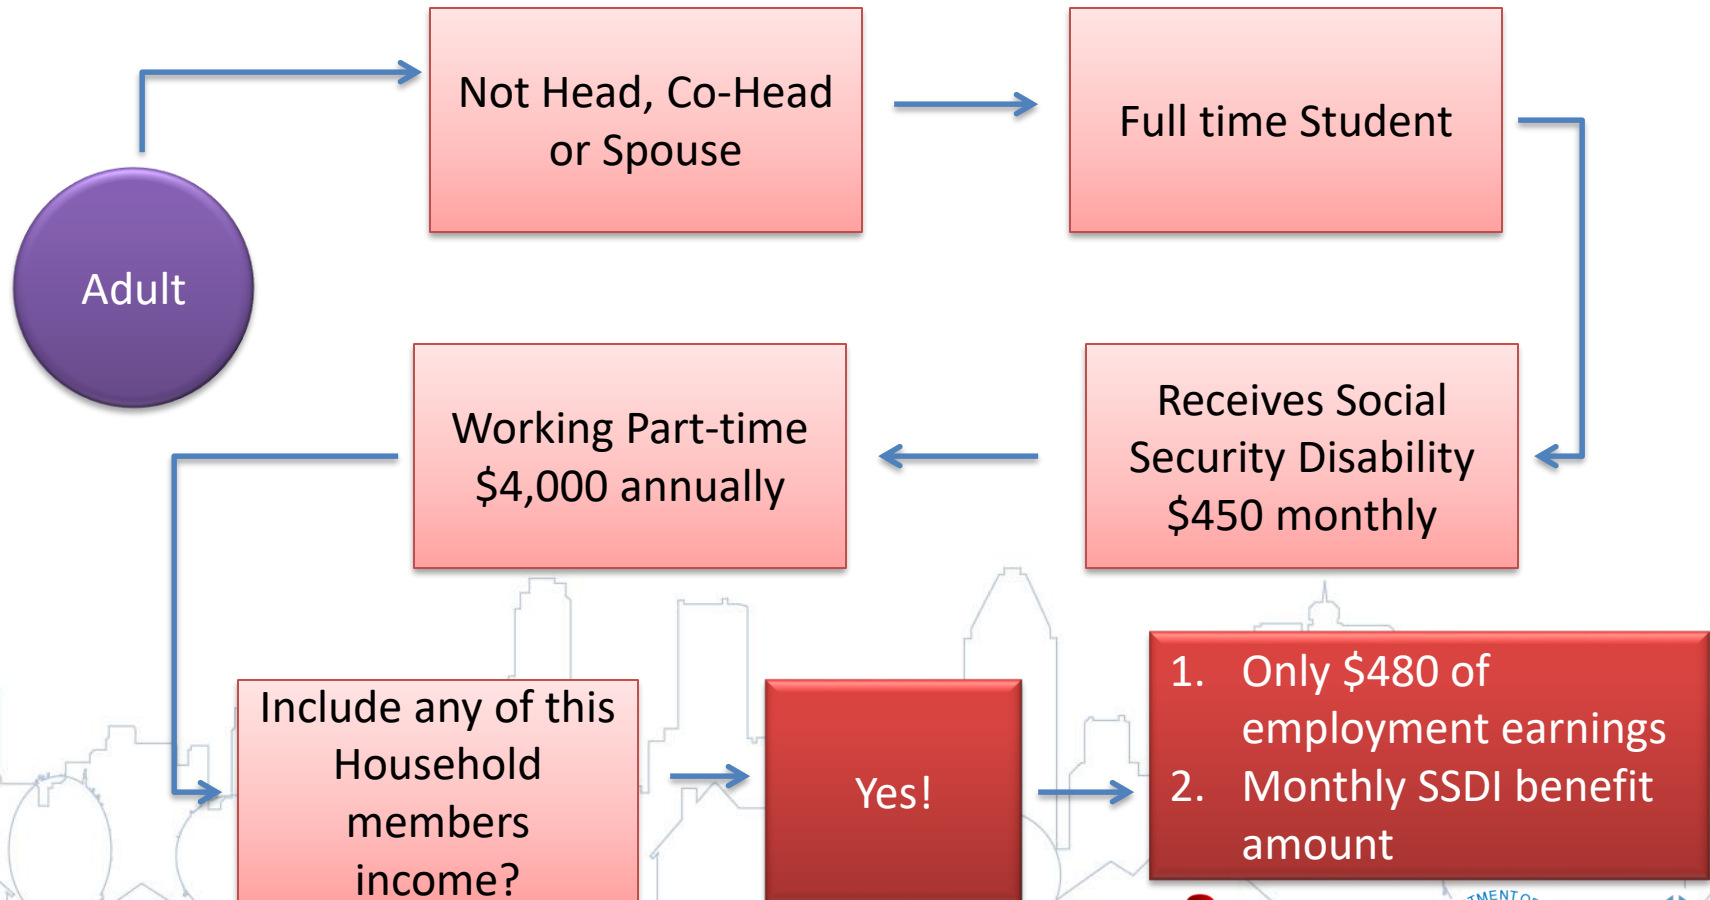 Not Head, Co-Head
or Spouse
Full time Student
Adult
Receives Social
Security Disability
$450 monthly
Working Part-time
$4,000 annually
Include any of this
Household
members
income?
Yes!
1. Only $480 of
employment earnings
2. Monthly SSDI benefit
amount